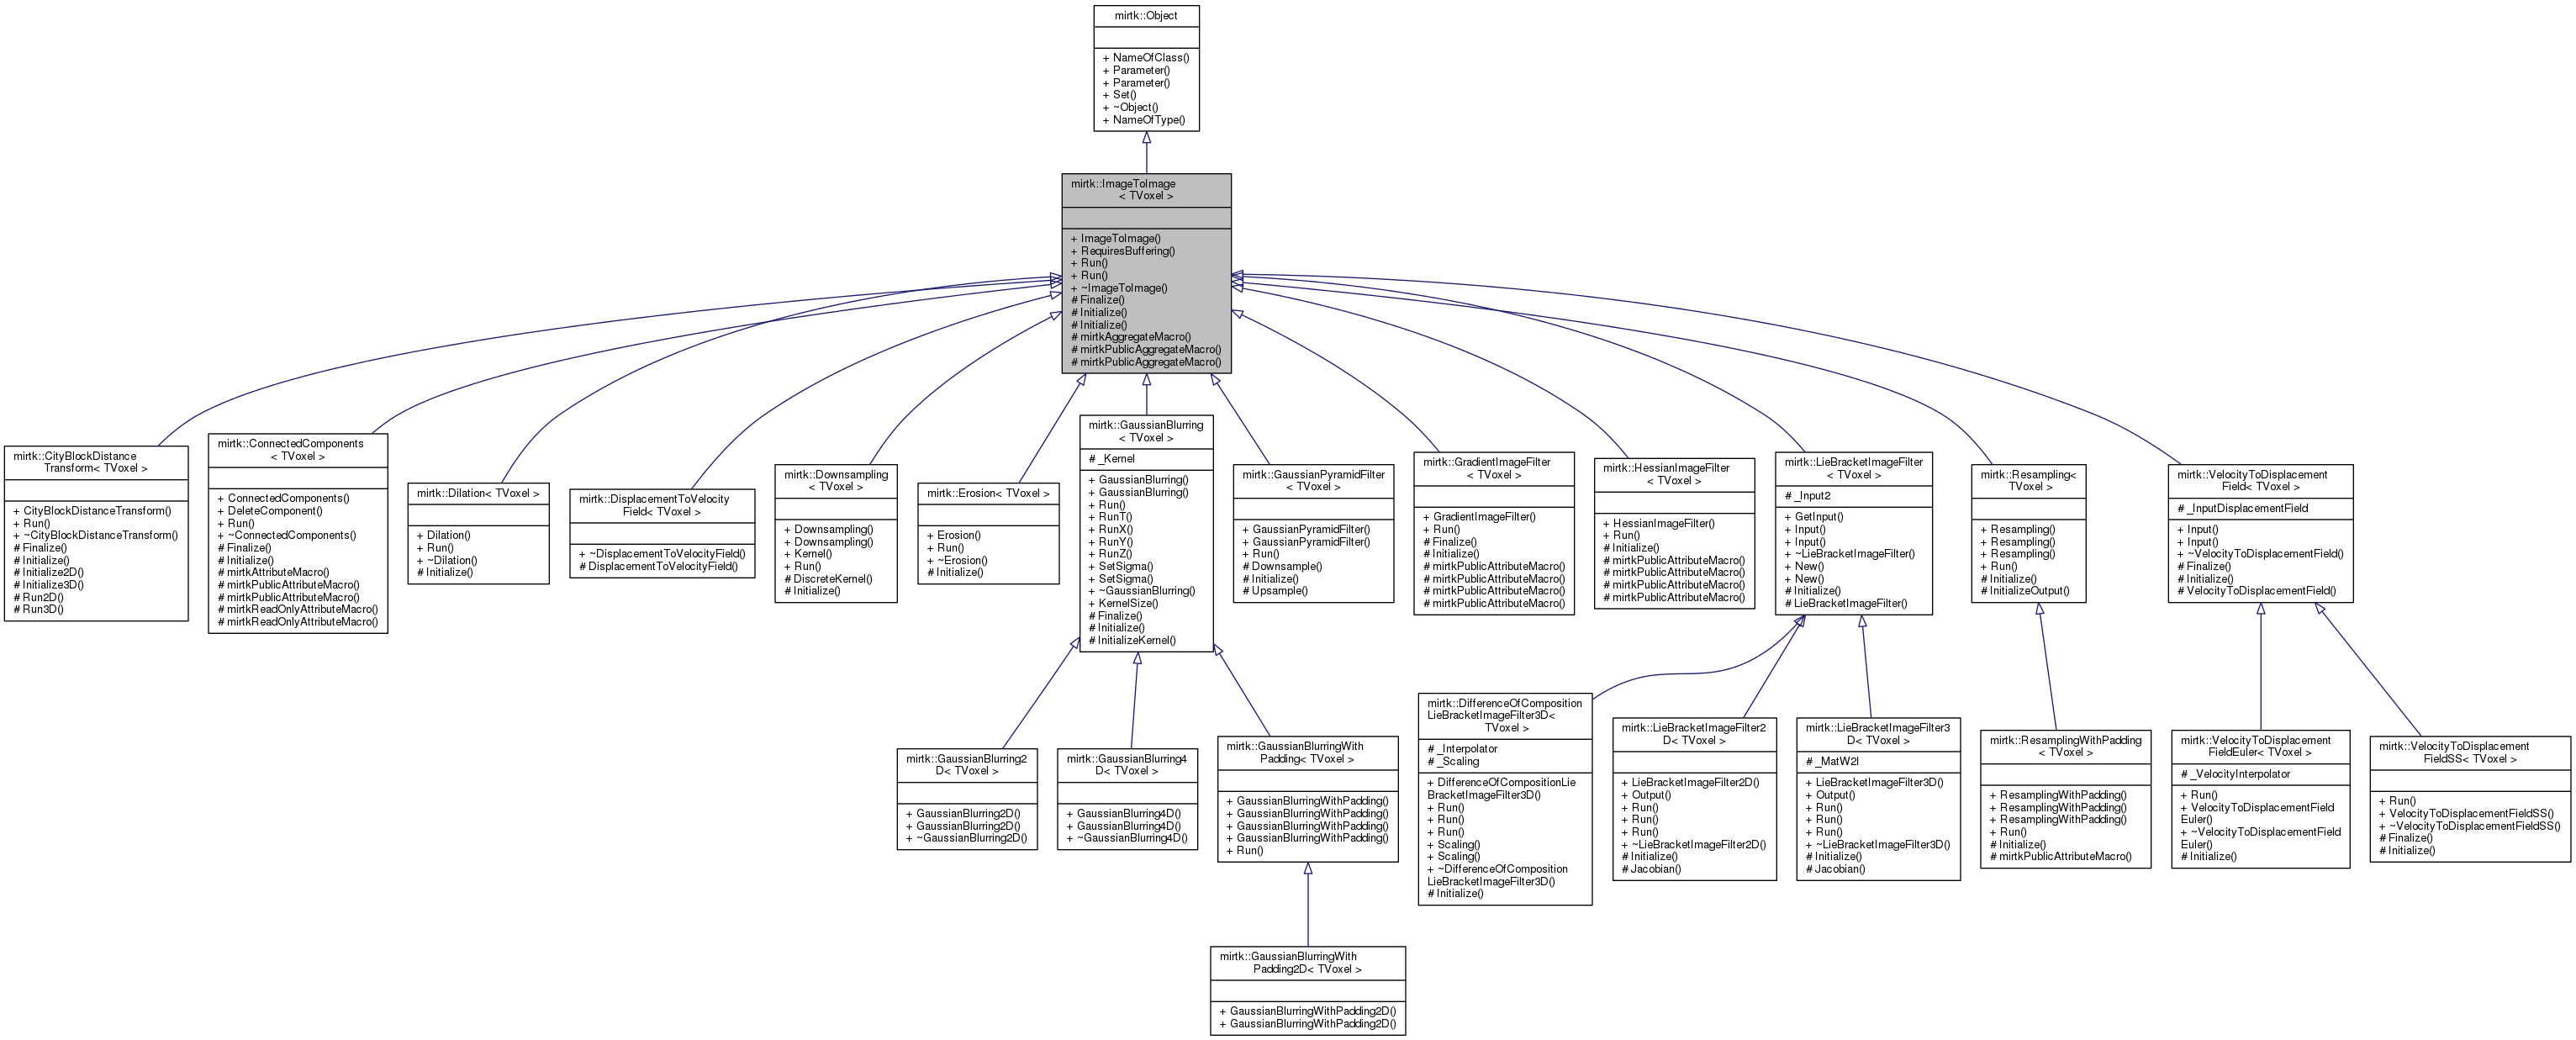 mirtk::Object
+ NameOfClass()
+ Parameter()
+ Parameter()
+ Set()
+ ~Object()
+ NameOfType()
mirtk::ImageToImage
< TVoxel >
+ ImageToImage()
+ RequiresBuffering()
+ Run()
+ Run()
+ ~ImageToImage()
# Finalize()
# Initialize()
# Initialize()
# mirtkAggregateMacro()
# mirtkPublicAggregateMacro()
# mirtkPublicAggregateMacro()
mirtk::CityBlockDistance
Transform< TVoxel >
+ CityBlockDistanceTransform()
+ Run()
+ ~CityBlockDistanceTransform()
# Finalize()
# Initialize()
# Initialize2D()
# Initialize3D()
# Run2D()
# Run3D()
mirtk::ConnectedComponents
< TVoxel >
+ ConnectedComponents()
+ DeleteComponent()
+ Run()
+ ~ConnectedComponents()
# Finalize()
# Initialize()
# mirtkAttributeMacro()
# mirtkPublicAttributeMacro()
# mirtkPublicAttributeMacro()
# mirtkReadOnlyAttributeMacro()
# mirtkReadOnlyAttributeMacro()
mirtk::Dilation< TVoxel >
+ Dilation()
+ Run()
+ ~Dilation()
# Initialize()
mirtk::DisplacementToVelocity
Field< TVoxel >
+ ~DisplacementToVelocityField()
# DisplacementToVelocityField()
mirtk::Downsampling
< TVoxel >
+ Downsampling()
+ Downsampling()
+ Kernel()
+ Run()
# DiscreteKernel()
# Initialize()
mirtk::Erosion< TVoxel >
+ Erosion()
+ Run()
+ ~Erosion()
# Initialize()
mirtk::GaussianBlurring
< TVoxel >
# _Kernel
+ GaussianBlurring()
+ GaussianBlurring()
+ Run()
+ RunT()
+ RunX()
+ RunY()
+ RunZ()
+ SetSigma()
+ SetSigma()
+ ~GaussianBlurring()
+ KernelSize()
# Finalize()
# Initialize()
# InitializeKernel()
mirtk::GaussianPyramidFilter
< TVoxel >
+ GaussianPyramidFilter()
+ GaussianPyramidFilter()
+ Run()
# Downsample()
# Initialize()
# Upsample()
mirtk::GradientImageFilter
< TVoxel >
+ GradientImageFilter()
+ Run()
# Finalize()
# Initialize()
# mirtkPublicAttributeMacro()
# mirtkPublicAttributeMacro()
# mirtkPublicAttributeMacro()
# mirtkPublicAttributeMacro()
mirtk::HessianImageFilter
< TVoxel >
+ HessianImageFilter()
+ Run()
# Initialize()
# mirtkPublicAttributeMacro()
# mirtkPublicAttributeMacro()
# mirtkPublicAttributeMacro()
# mirtkPublicAttributeMacro()
mirtk::LieBracketImageFilter
< TVoxel >
# _Input2
+ GetInput()
+ Input()
+ Input()
+ ~LieBracketImageFilter()
+ New()
+ New()
# Initialize()
# LieBracketImageFilter()
mirtk::Resampling<
TVoxel >
+ Resampling()
+ Resampling()
+ Resampling()
+ Run()
# Initialize()
# InitializeOutput()
mirtk::VelocityToDisplacement
Field< TVoxel >
# _InputDisplacementField
+ Input()
+ Input()
+ ~VelocityToDisplacementField()
# Finalize()
# Initialize()
# VelocityToDisplacementField()
mirtk::GaussianBlurring2
D< TVoxel >
+ GaussianBlurring2D()
+ GaussianBlurring2D()
+ ~GaussianBlurring2D()
mirtk::GaussianBlurring4
D< TVoxel >
+ GaussianBlurring4D()
+ GaussianBlurring4D()
+ ~GaussianBlurring4D()
mirtk::GaussianBlurringWith
Padding< TVoxel >
+ GaussianBlurringWithPadding()
+ GaussianBlurringWithPadding()
+ GaussianBlurringWithPadding()
+ GaussianBlurringWithPadding()
+ Run()
mirtk::DifferenceOfComposition
LieBracketImageFilter3D<
TVoxel >
# _Interpolator
# _Scaling
+ DifferenceOfCompositionLie
BracketImageFilter3D()
+ Run()
+ Run()
+ Run()
+ Scaling()
+ Scaling()
+ ~DifferenceOfComposition
LieBracketImageFilter3D()
# Initialize()
mirtk::LieBracketImageFilter2
D< TVoxel >
+ LieBracketImageFilter2D()
+ Output()
+ Run()
+ Run()
+ Run()
+ ~LieBracketImageFilter2D()
# Initialize()
# Jacobian()
mirtk::LieBracketImageFilter3
D< TVoxel >
# _MatW2I
+ LieBracketImageFilter3D()
+ Output()
+ Run()
+ Run()
+ Run()
+ ~LieBracketImageFilter3D()
# Initialize()
# Jacobian()
mirtk::ResamplingWithPadding
< TVoxel >
+ ResamplingWithPadding()
+ ResamplingWithPadding()
+ ResamplingWithPadding()
+ Run()
# Initialize()
# mirtkPublicAttributeMacro()
mirtk::VelocityToDisplacement
FieldEuler< TVoxel >
# _VelocityInterpolator
+ Run()
+ VelocityToDisplacementField
Euler()
+ ~VelocityToDisplacementField
Euler()
# Initialize()
mirtk::VelocityToDisplacement
FieldSS< TVoxel >
+ Run()
+ VelocityToDisplacementFieldSS()
+ ~VelocityToDisplacementFieldSS()
# Finalize()
# Initialize()
mirtk::GaussianBlurringWith
Padding2D< TVoxel >
+ GaussianBlurringWithPadding2D()
+ GaussianBlurringWithPadding2D()